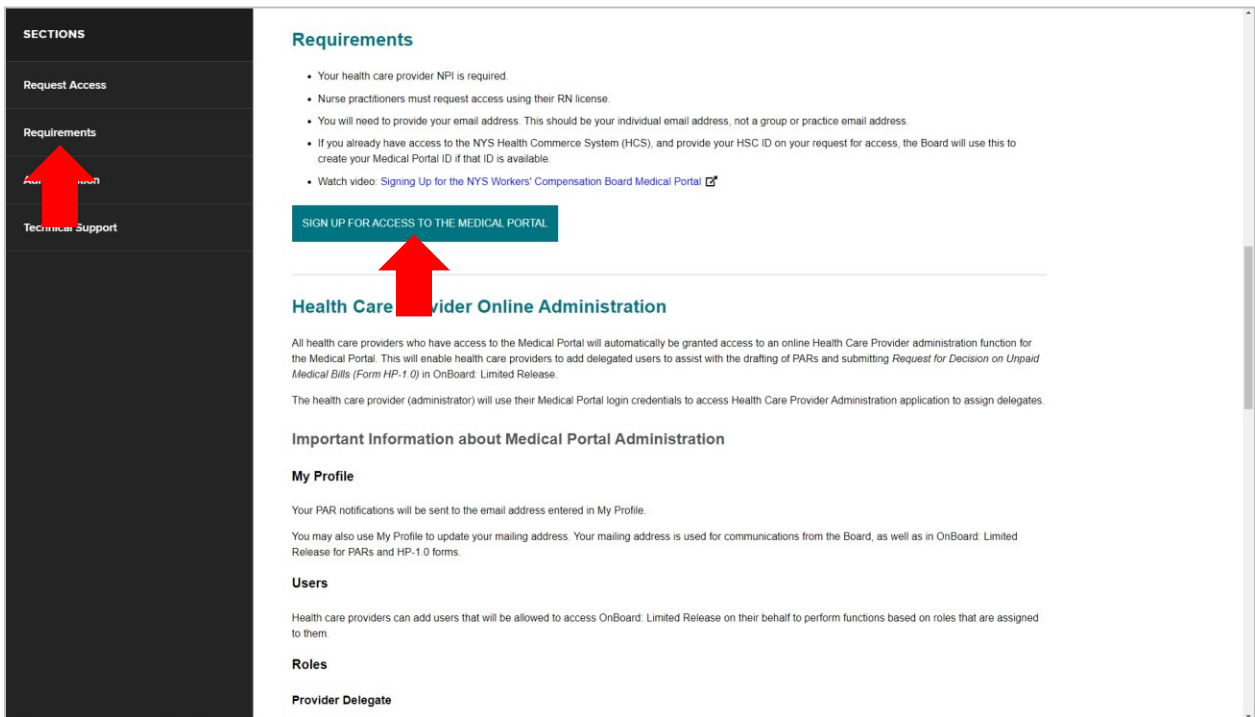 SECTIONS
Request Access
Requirements
Technical Support
Requirements
• Your health care provider NPI is required.
• Nurse practitioners must request access using their RN license.
• You will need to provide your email address. This should be your individual email address, not a group or practice email address.
• If you already have access to the NYS Health Commerce System (HCS), and provide your HSC ID on your request for access, the Board will use this to
create your Medical Portal ID if that ID is available.
• Watch video: Signing Up for the NYS Workers' Compensation Board Medical Portal
SIGN UP FOR ACCESS TO THE MEDICAL PORTAL
Health Care Provider Online Administration
All health care providers who have access to the Medical Portal will automatically be granted access to an online Health Care Provider administration function for
the Medical Portal. This will enable health care providers to add delegated users to assist with the drafting of PARs and submitting Request for Decision on Unpaid
Medical Bills (Form HP-1.0) in OnBoard: Limited Release.
The health care provider (administrator) will use their Medical Portal login credentials to access Health Care Provider Administration application to assign delegates.
Important Information about Medical Portal Administration
My Profile
Your PAR notifications will be sent to the email address entered in My Profile.
You may also use My Profile to update your mailing address. Your mailing address is used for communications from the Board, as well as in OnBoard: Limited
Release for PARs and HP-1.0 forms.
Users
Health care providers can add users that will be allowed to access OnBoard: Limited Release on their behalf to perform functions based on roles that are assigned
to them.
Roles
Provider Delegate